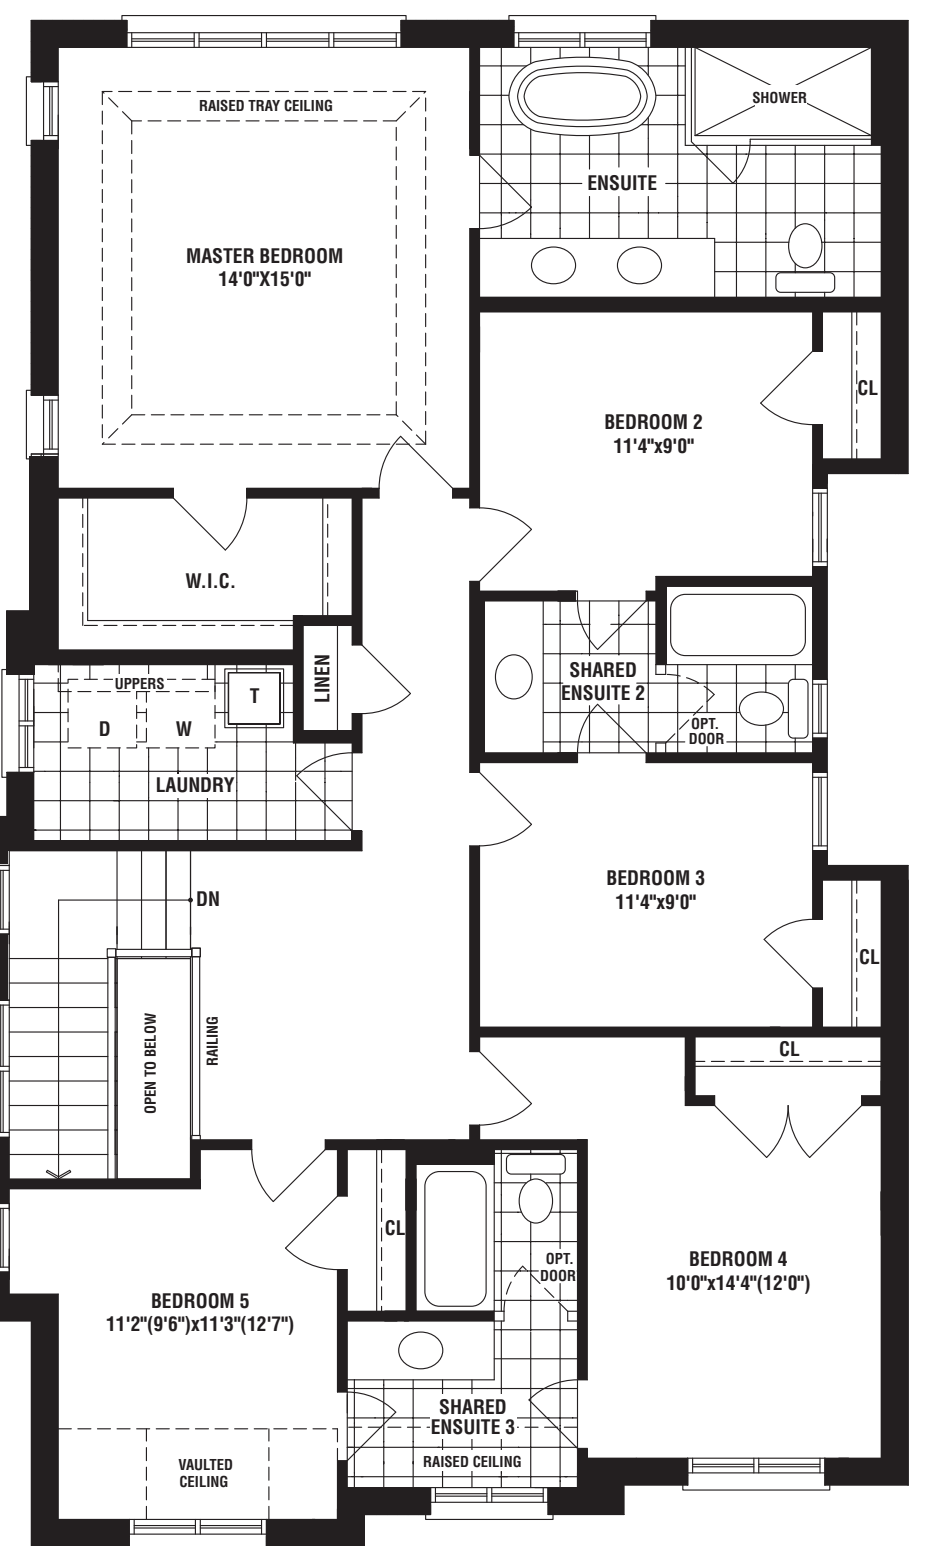 RAISED TRAY CEILING
SHOWER
ENSUITE
MASTER BEDROOM
14'0"X15'0"
CL
BEDROOM 2
11'4"x9'0"
W.I.C.
LINEN
SHARED
ENSUITE 2
UPPERS
T
D
W
OPT.
DOOR
LAUNDRY
BEDROOM 3
11'4"x9'0"
DN
CL
OPEN TO BELOW
RAILING
CL
CL
OPT.
DOOR
BEDROOM 4
10'0"x14'4"(12'0")
BEDROOM 5
11'2"(9'6")x11'3"(12'7")
SHARED
ENSUITE 3
RAISED CEILING
VAULTED
CEILING